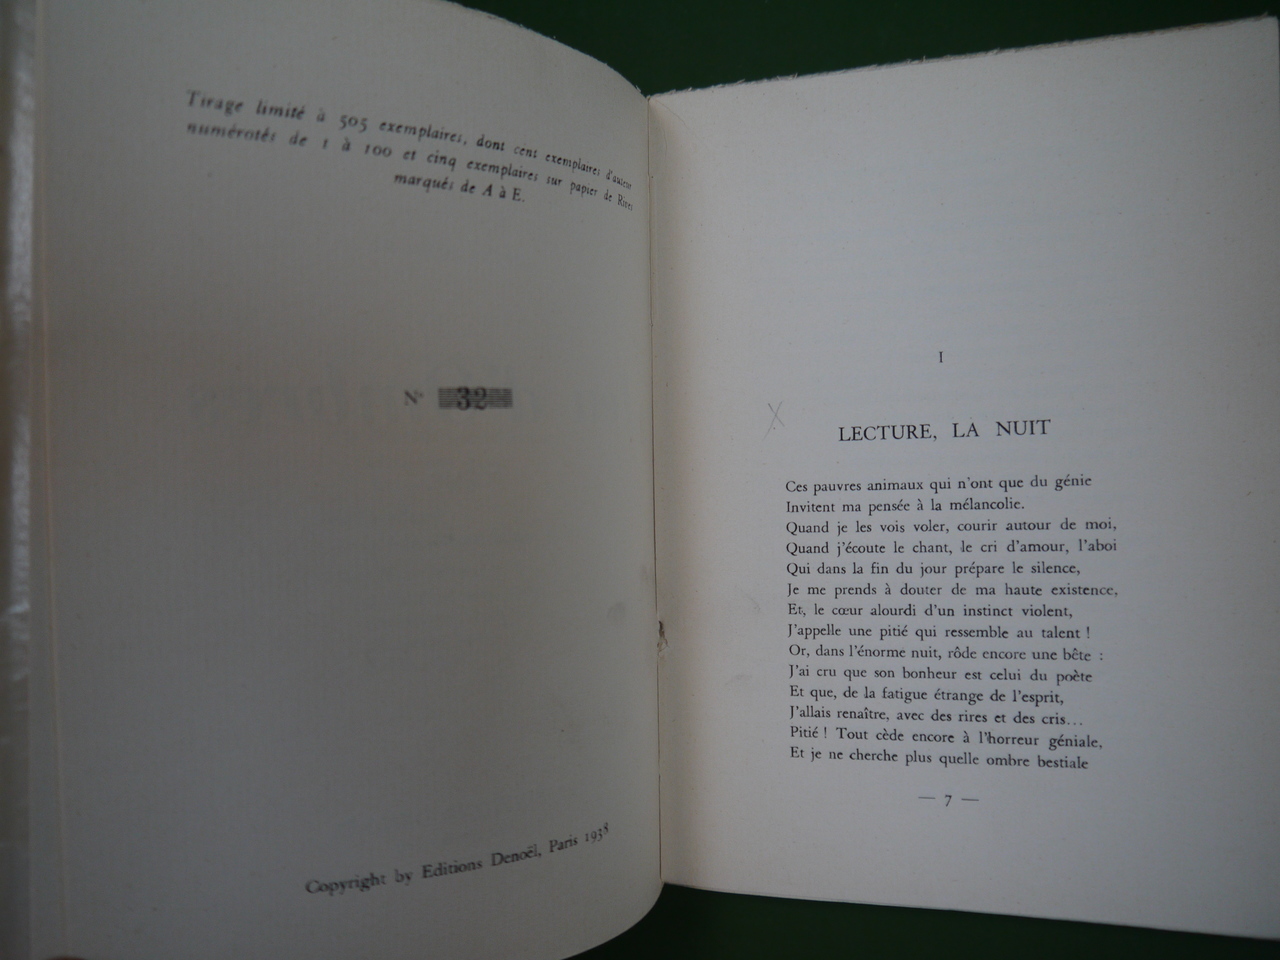 Tirage limité à 505 exemplaires, dont cent exemplaires d'auteur
numérotés de 1 à 100 et cinq exemplaires sur papier de Rives
marqués de A à E.
N° 32
Copyright by Editions Denoël, Paris 1938
I
LECTURE, LA NUIT
Ces pauvres animaux qui n'ont que du génie
Invitent ma pensée à la mélancolie.
Quand je les vois voler, courir autour de moi,
Quand j'écoute le chant, le cri d'amour, l'aboi
Qui dans la fin du jour prépare le silence,
Je me prends à douter de ma haute existence,
Et, le cœur alourdi d'un instinct violent,
J'appelle une pitié qui ressemble au talent !
Or, dans l'énorme nuit, rôde encore une bête :
J'ai cru que son bonheur est celui du poète
Et que, de la fatigue étrange de l'esprit,
J'allais renaître, avec des rires et des cris...
Pitié ! Tout cède encore à l'horreur géniale,
Et je ne cherche plus quelle ombre bestiale
— 7 —